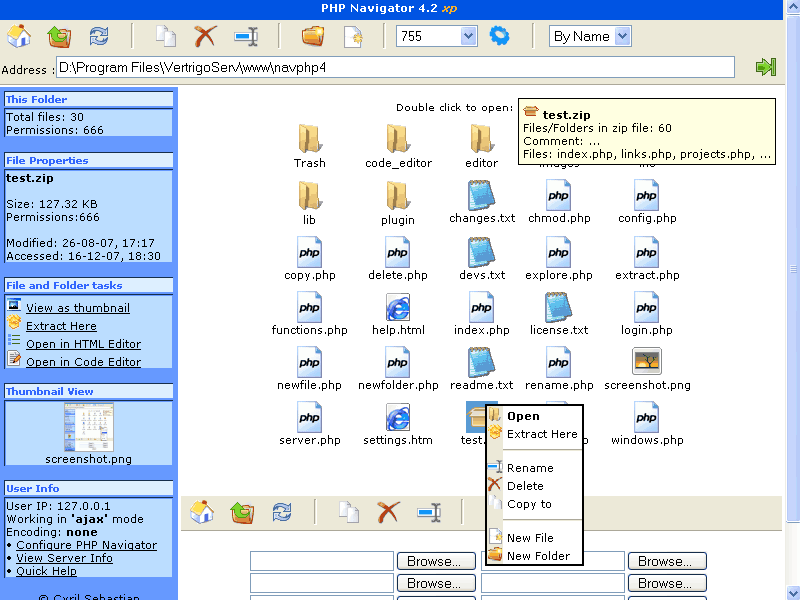 PHP Navigator 4.2 xp
755
By Name
Address : D:\Program Files\VertrigoServ\www\navphp4
This Folder
Total files: 30
Permissions: 666
File Properties
test.zip
Size: 127.32 KB
Permissions:666
Modified: 26-08-07, 17:17
Accessed: 16-12-07, 18:30
File and Folder tasks
View as thumbnail
Extract Here
Open in HTML Editor
Open in Code Editor
Thumbnail View
screenshot.png
User Info
User IP: 127.0.0.1
Working in 'ajax' mode
Encoding: none
• Configure PHP Navigator
• View Server Info
• Quick Help
© Cyril Sebastian
Double click to open:
test.zip
Files/Folders in zip file: 60
Comment: ...
Files: index.php, links.php, projects.php, ...
Trash code_editor editor
lib plugin changes.txt chmod.php config.php
copy.php delete.php devs.txt explore.php extract.php
functions.php help.html index.php license.txt login.php
newfile.php newfolder.php readme.txt rename.php screenshot.png
server.php settings.htm test. windows.php
Open
Extract Here
Rename
Delete
Copy to
New File
New Folder
Browse... Browse...
Browse... Browse...